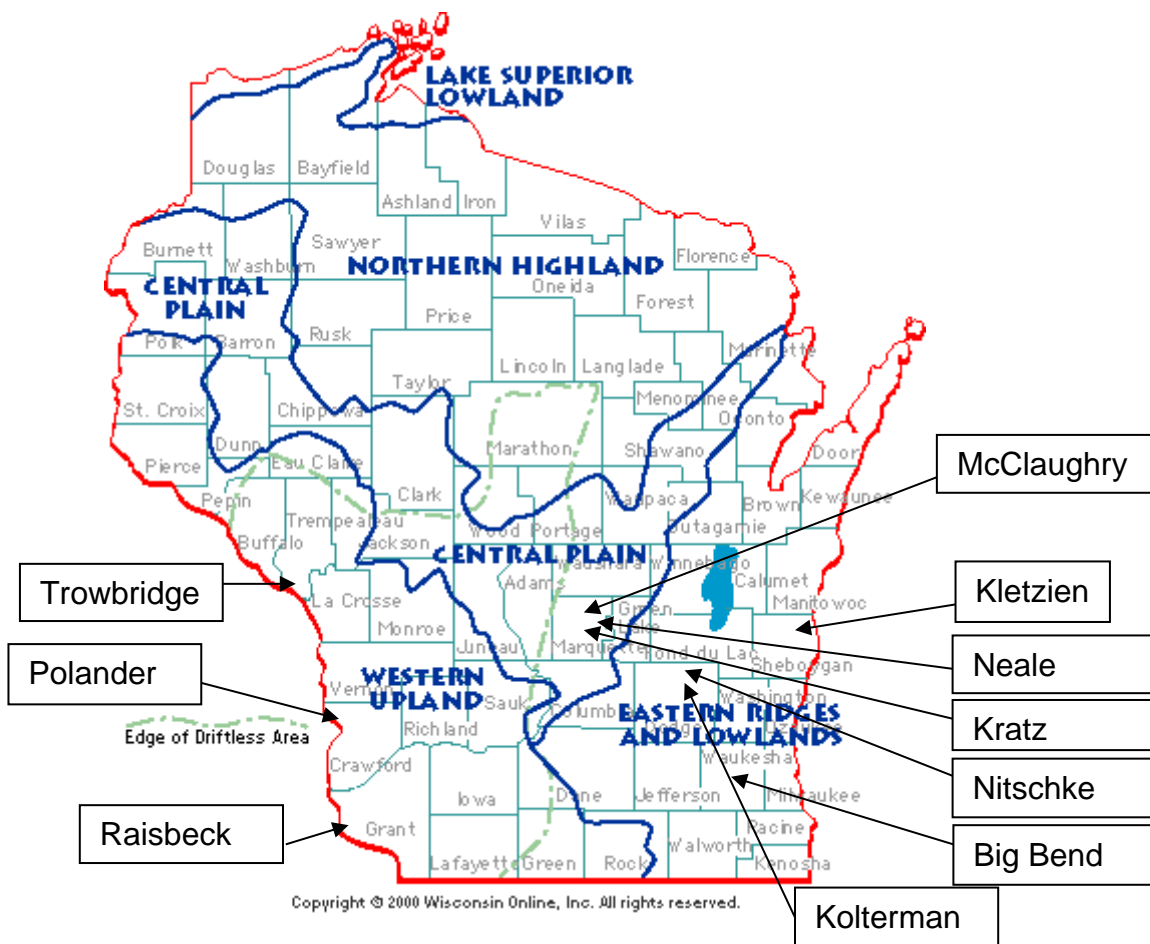 LAKE SUPERIOR
LOWLAND
Douglas
Bayfield
Ashland
Iron
Vilas
Burnett
Washburn
Sawyer
NORTHERN HIGHLAND
Florence
CENTRAL
PLAIN
Oneida
Forest
Price
Rusk
Polk
Barron
Lincoln
Langlade
Marinette
Taylor
St. Croix
Chippewa
Menominee
Oconto
Dunn
Marathon
Shawano
Door
Pierce
Eau Claire
McClaughry
Clark
Pepin
Waupaca
Brown
Kewaunee
Trempealeau
Buffalo
Jackson
Wood
Portage
Outagamie
CENTRAL PLAIN
Waushara
Winnebago
Trowbridge
Adams
Calumet
Kletzien
La Crosse
Manitowoc
Green
Lake
Monroe
Juneau
Marquette
Fond du Lac
Sheboygan
Neale
Polander
WESTERN
UPLAND
Vernon
Sauk
Columbia
Washington
EASTERN RIDGES
AND LOWLANDS
Dodge
Ozaukee
Kratz
Edge of Driftless Area
Richland
Crawford
Waukesha
Nitschke
Iowa
Dane
Jefferson
Milwaukee
Raisbeck
Grant
Racine
Walworth
Lafayette
Green
Rock
Kenosha
Big Bend
Copyright © 2000 Wisconsin Online, Inc. All rights reserved.
Kolterman